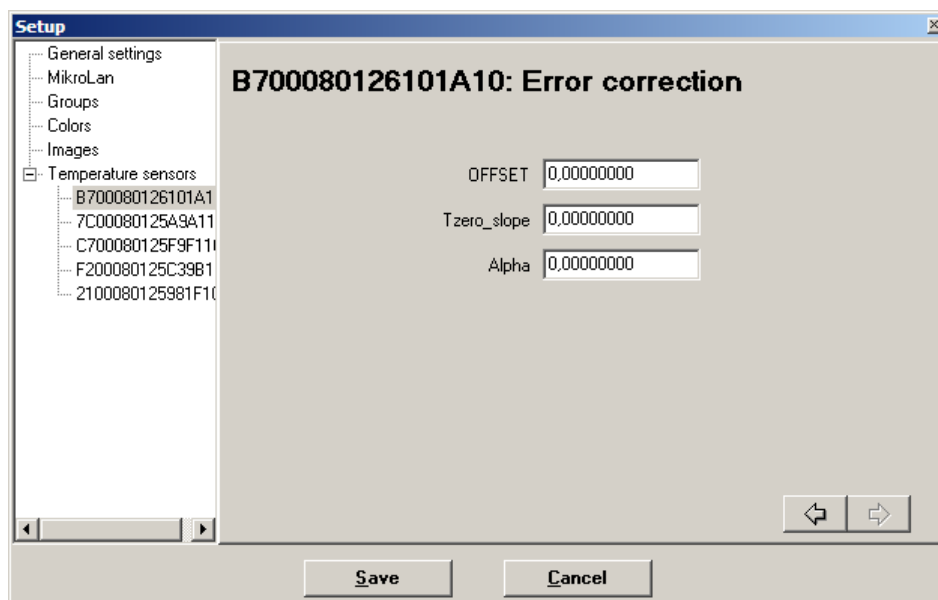 Setup
General settings
MikroLan
Groups
Colors
Images
Temperature sensors
B700080126101A1
7C00080125A9A11
C700080125F9F11
F200080125C39B1
2100080125981F1
B700080126101A10: Error correction
OFFSET 0,00000000
Tzero_slope 0,00000000
Alpha 0,00000000
Save
Cancel